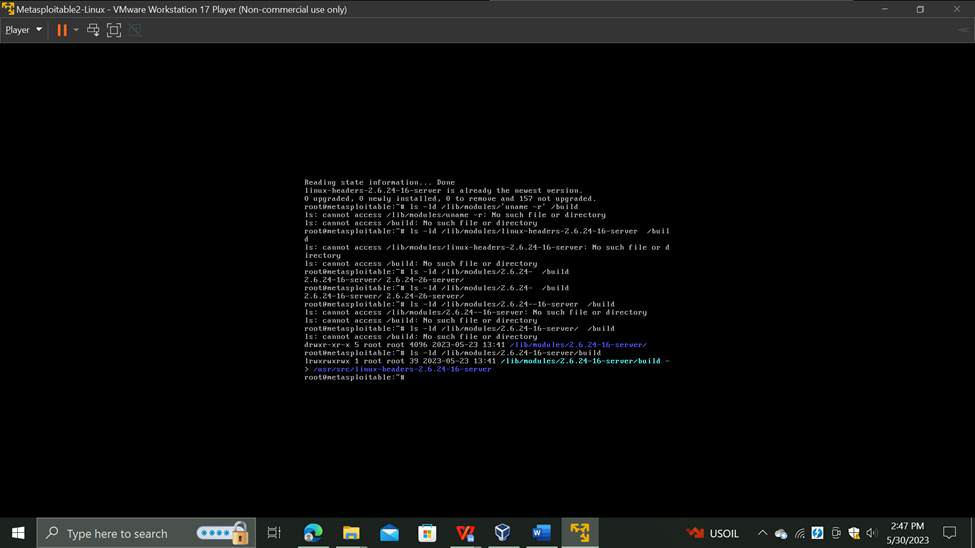 Metasploitable2-Linux - VMware Workstation 17 Player (Non-commercial use only)
Player
Reading state information... Done
linux-headers-2.6.24-16-server is already the newest version.
0 upgraded, 0 newly installed, 0 to remove and 157 not upgraded.
root@metasploitable:~# ls -ld /lib/modules/'uname -r' /build
ls: cannot access /lib/modules/uname -r: No such file or directory
ls: cannot access /build: No such file or directory
root@metasploitable:~# ls -ld /lib/modules/linux-headers-2.6.24-16-server  /buil
d
ls: cannot access /lib/modules/linux-headers-2.6.24-16-server: No such file or d
irectory
ls: cannot access /build: No such file or directory
root@metasploitable:~# ls -ld /lib/modules/2.6.24-  /build
2.6.24-16-server/ 2.6.24-26-server/
root@metasploitable:~# ls -ld /lib/modules/2.6.24-  /build
2.6.24-16-server/ 2.6.24-26-server/
root@metasploitable:~# ls -ld /lib/modules/2.6.24--16-server  /build
ls: cannot access /lib/modules/2.6.24--16-server: No such file or directory
ls: cannot access /build: No such file or directory
root@metasploitable:~# ls -ld /lib/modules/2.6.24-16-server/  /build
ls: cannot access /build: No such file or directory
drwxr-xr-x 5 root root 4096 2023-05-23 13:41 /lib/modules/2.6.24-16-server/
root@metasploitable:~# ls -ld /lib/modules/2.6.24-16-server/build
lrwxrwxrwx 1 root root 39 2023-05-23 13:41 /lib/modules/2.6.24-16-server/build -
> /usr/src/linux-headers-2.6.24-16-server
root@metasploitable:~#
Type here to search
USOIL
2:47 PM
5/30/2023